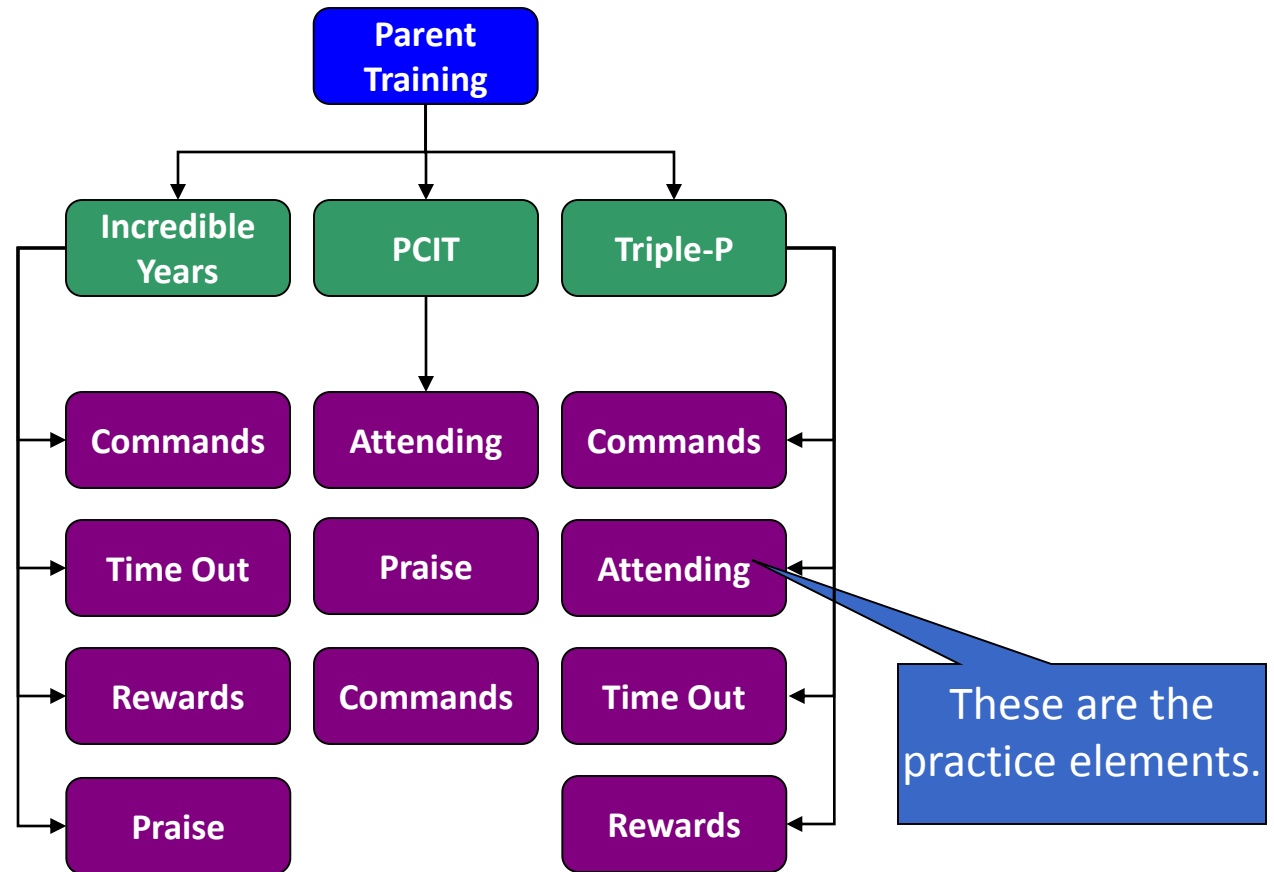 Parent
Training
Incredible
Years
PCIT
Triple-P
Commands
Attending
Commands
Time Out
Praise
Attending
Rewards
Commands
Time Out
These are the
practice elements.
Praise
Rewards